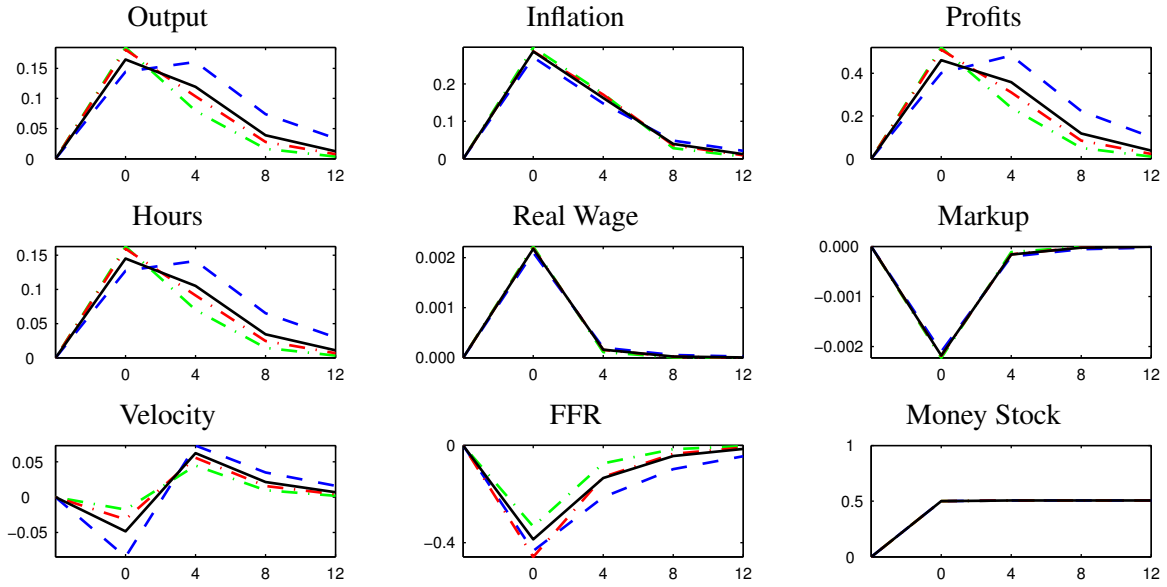 Output Inflation Profits
0.15 0.1 0.05 0
0.2 0.1 0
0.4 0.2 0
0 4 8 12 0 4 8 12 0 4 8 12
Hours Real Wage Markup
0.15 0.1 0.05 0
0.002 0.001 0.000
0.000 −0.001 −0.002
0 4 8 12 0 4 8 12 0 4 8 12
Velocity FFR Money Stock
0.05 0 −0.05
0 −0.4
1 0.5 0
0 4 8 12 0 4 8 12 0 4 8 12